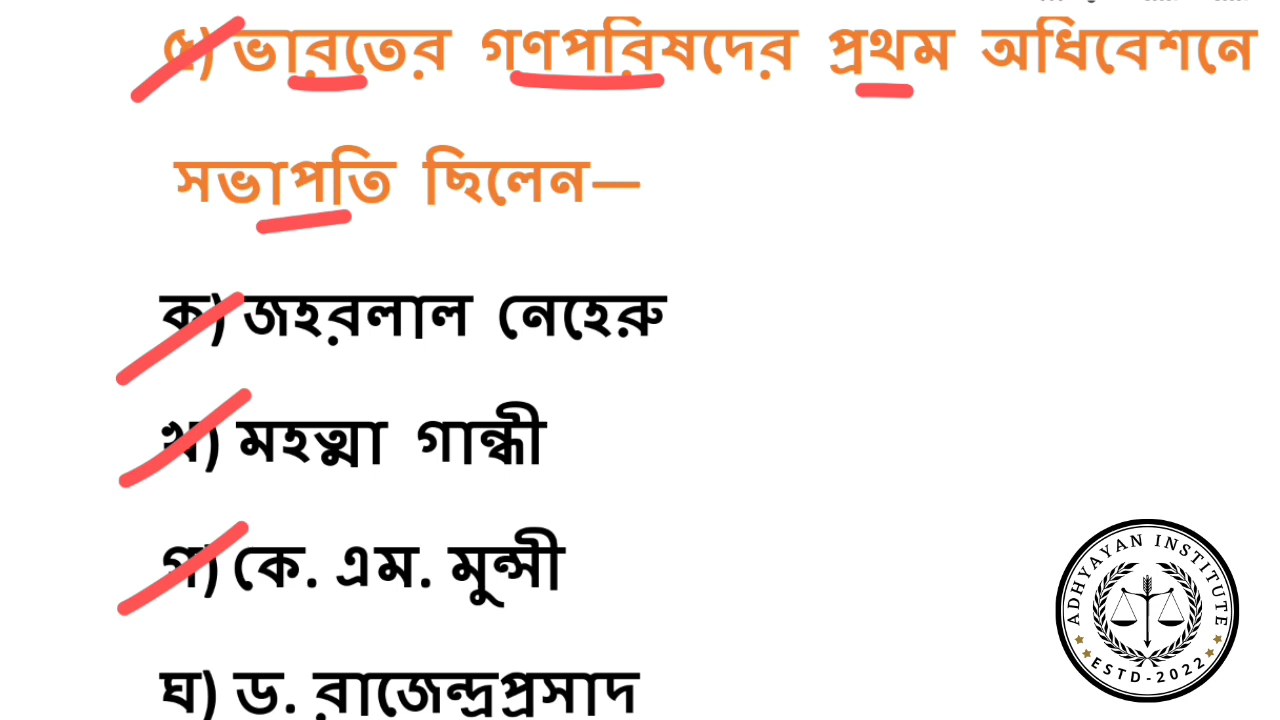 ৫) ভারতের গণপরিষদের প্রথম অধিবেশনে
সভাপতি ছিলেন—
ক) জহরলাল নেহেরু
খ) মহত্মা গান্ধী
গ) কে. এম. মুন্সী
ঘ) ড. রাজেন্দ্রপ্রসাদ
ADHYAYAN INSTITUTE
ESTD-2022